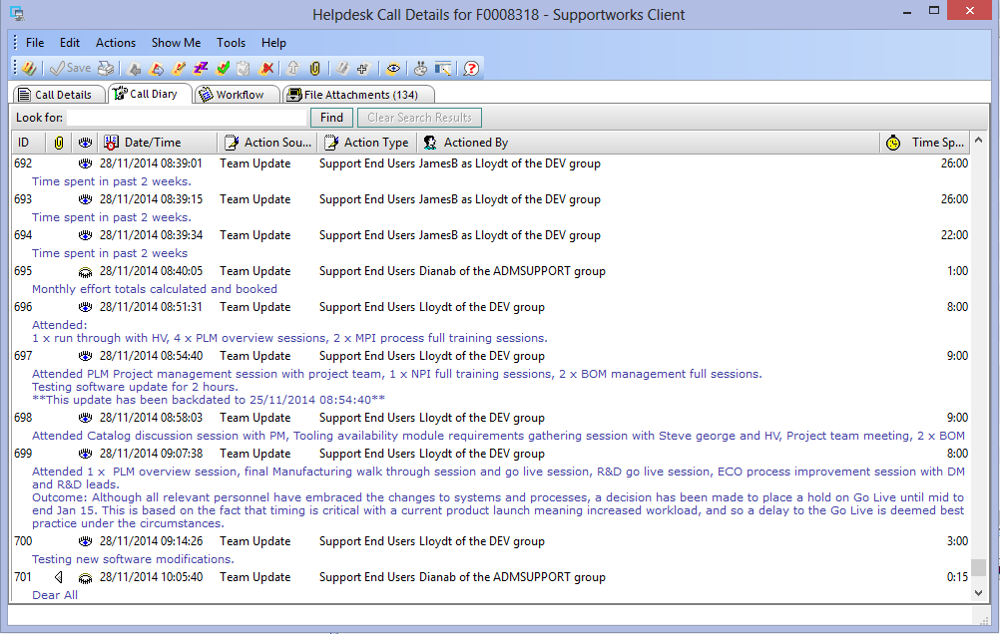 Helpdesk Call Details for F0008318 - Supportworks Client
File Edit Actions Show Me Tools Help
Save
Call Details Call Diary Workflow File Attachments (134)
Look for: Find Clear Search Results
ID Date/Time Action Sou... Action Type Actioned By Time Sp...
692 28/11/2014 08:39:01 Team Update Support End Users JamesB as Lloydt of the DEV group 26:00
Time spent in past 2 weeks.
693 28/11/2014 08:39:15 Team Update Support End Users JamesB as Lloydt of the DEV group 26:00
Time spent in past 2 weeks.
694 28/11/2014 08:39:34 Team Update Support End Users JamesB as Lloydt of the DEV group 22:00
Time spent in past 2 weeks
695 28/11/2014 08:40:05 Team Update Support End Users Dianab of the ADMSUPPORT group 1:00
Monthly effort totals calculated and booked
696 28/11/2014 08:51:31 Team Update Support End Users Lloydt of the DEV group 8:00
Attended:
1 x run through with HV, 4 x PLM overview sessions, 2 x MPI process full training sessions.
697 28/11/2014 08:54:40 Team Update Support End Users Lloydt of the DEV group 9:00
Attended PLM Project management session with project team, 1 x NPI full training sessions, 2 x BOM management full sessions.
Testing software update for 2 hours.
**This update has been backdated to 25/11/2014 08:54:40**
698 28/11/2014 08:58:03 Team Update Support End Users Lloydt of the DEV group 9:00
Attended Catalog discussion session with PM, Tooling availability module requirements gathering session with Steve george and HV, Project team meeting, 2 x BOM
699 28/11/2014 09:07:38 Team Update Support End Users Lloydt of the DEV group 8:00
Attended 1 x PLM overview session, final Manufacturing walk through session and go live session, R&D go live session, ECO process improvement session with DM
and R&D leads.
Outcome: Although all relevant personnel have embraced the changes to systems and processes, a decision has been made to place a hold on Go Live until mid to
end Jan 15. This is based on the fact that timing is critical with a current product launch meaning increased workload, and so a delay to the Go Live is deemed best
practice under the circumstances.
700 28/11/2014 09:14:26 Team Update Support End Users Lloydt of the DEV group 3:00
Testing new software modifications.
701 28/11/2014 10:05:40 Team Update Support End Users Dianab of the ADMSUPPORT group 0:15
Dear All